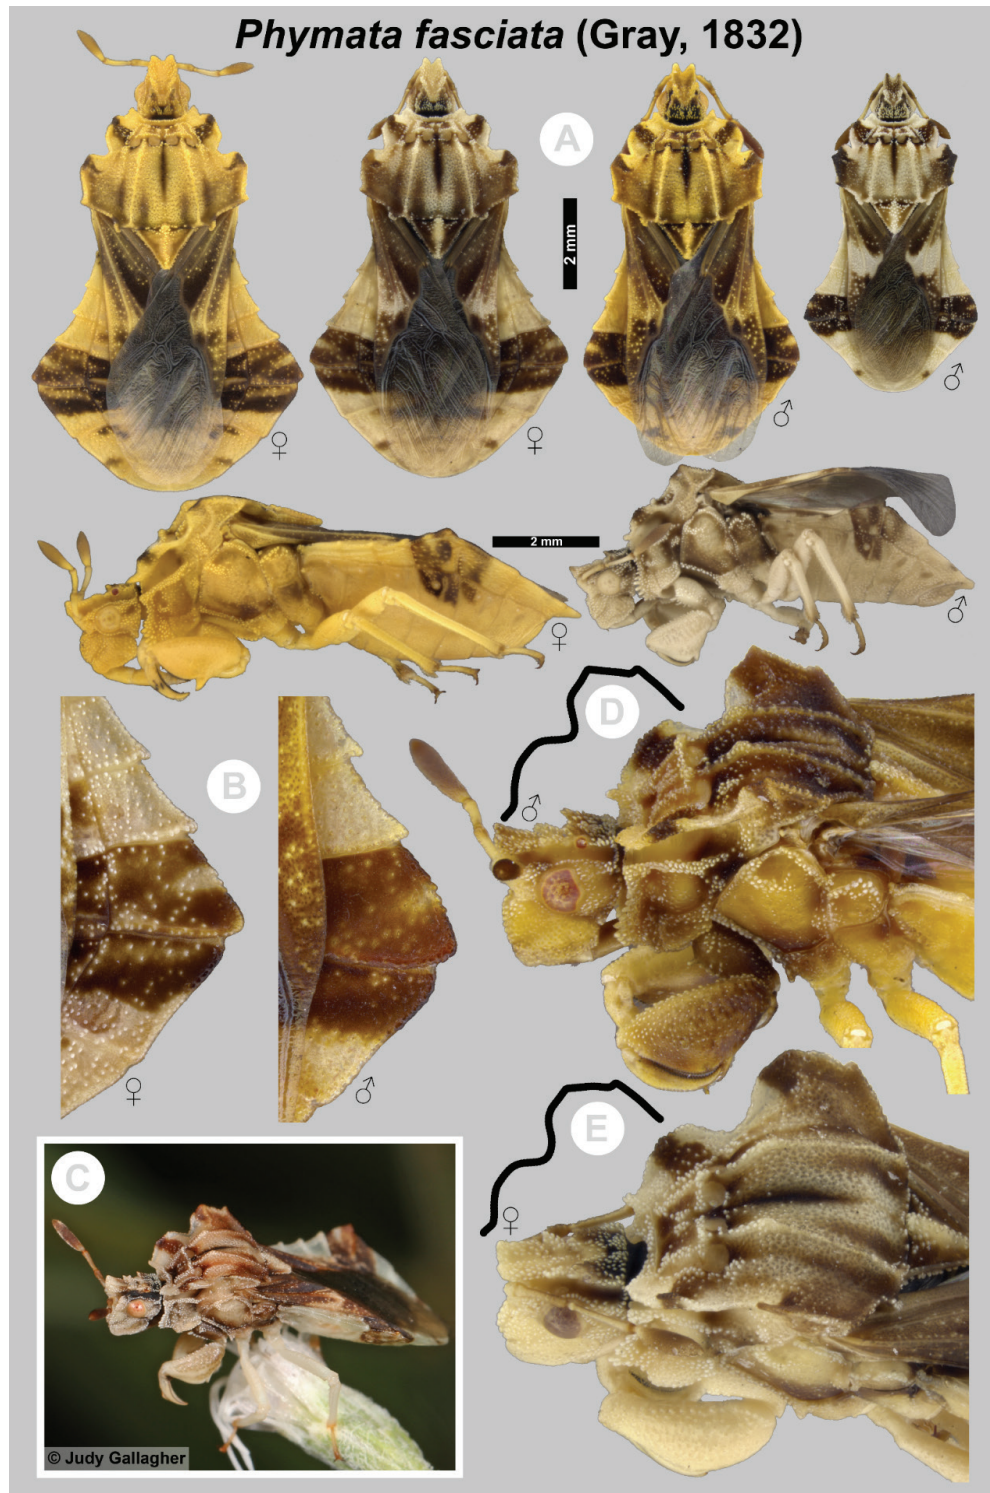 Phymata fasciata (Gray, 1832)
A
2 mm
♀
♀
♂
♂
2 mm
♀
♂
D
♂
B
♀
♂
E
♀
C
© Judy Gallagher